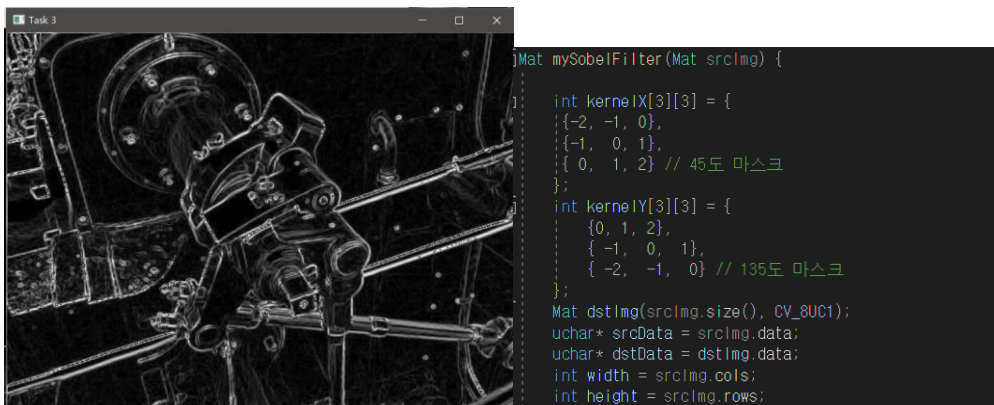 Task 3
Mat mySobelFilter(Mat srcImg) {
int kernelX[3][3] = {
{-2, -1, 0},
{-1, 0, 1},
{ 0, 1, 2} // 45도 마스크
};
int kernelY[3][3] = {
{0, 1, 2},
{ -1, 0, 1},
{ -2, -1, 0} // 135도 마스크
};
Mat dstImg(srcImg.size(), CV_8UC1);
uchar* srcData = srcImg.data;
uchar* dstData = dstImg.data;
int width = srcImg.cols;
int height = srcImg.rows;